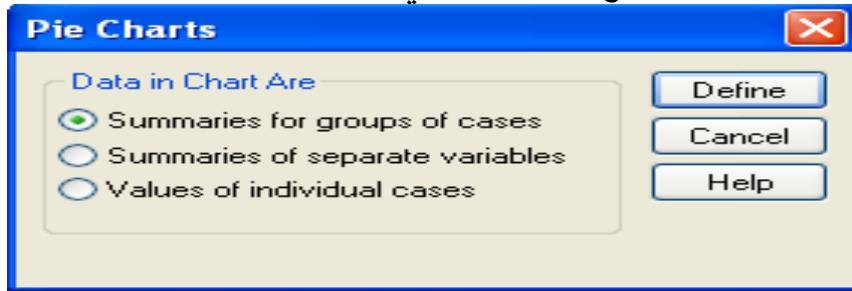 Pie Charts
Data in Chart Are
Summaries for groups of cases
Summaries of separate variables
Values of individual cases
Define
Cancel
Help